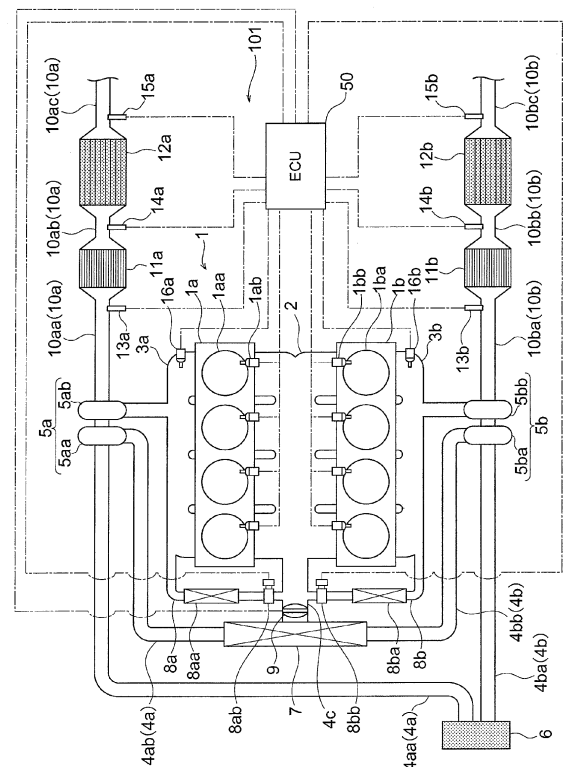 10ac(10a)
15a
12a
10ab(10a)
14a
11a
10aa(10a)
13a
3a
16a
1
1a
1aa
1ab
101
50
ECU
2
15b
10bc(10b)
12b
14b
10bb(10b)
11b
1bb
1ba
1b
16b
3b
13b
10ba(10b)
5a
5ab
5aa
5bb
5ba
5b
8a
8aa
4ab(4a)
8ab
9
7
4c
8bb
8ba
8b
4bb(4b)
4ba(4b)
4aa(4a)
6